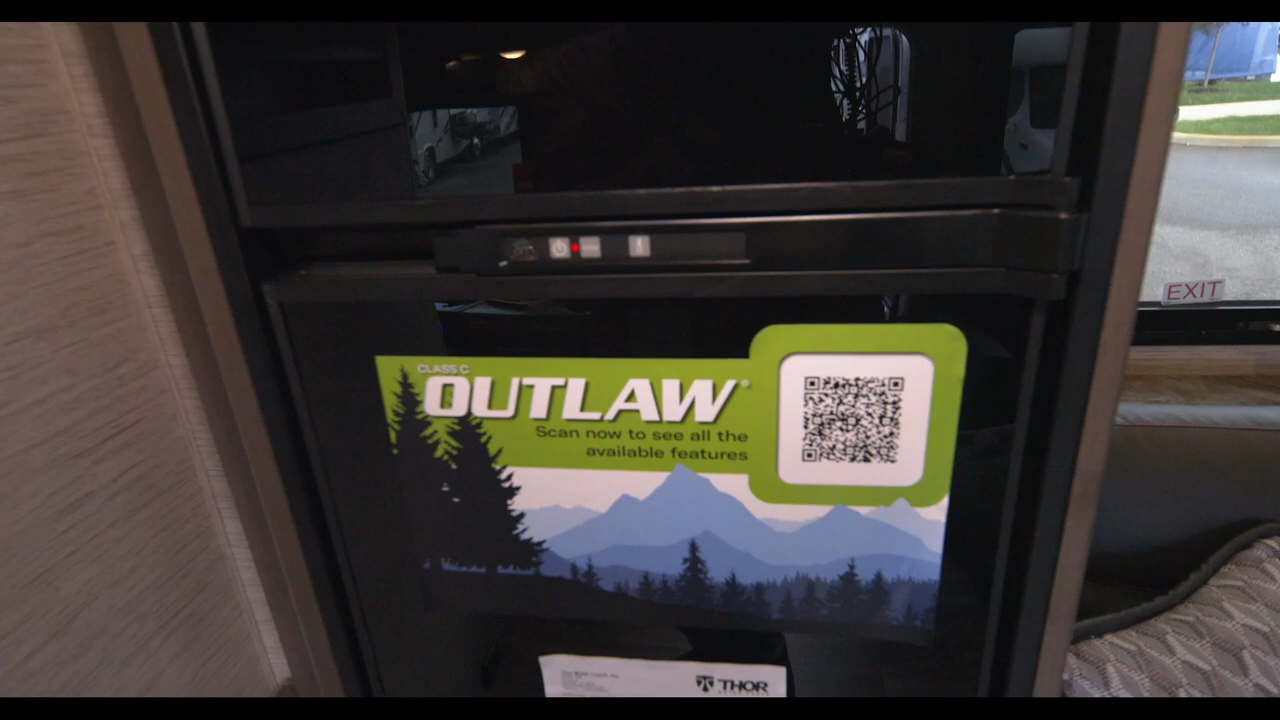 EXIT
CLASS C
OUTLAW
Scan now to see all the
available features
THOR